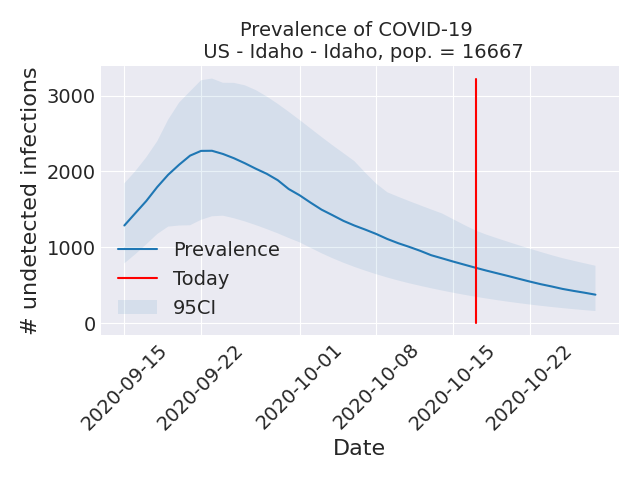 Prevalence of COVID-19
US - Idaho - Idaho, pop. = 16667
# undetected infections
3000
2000
1000
0
Prevalence
Today
95CI
2020-09-15
2020-09-22
2020-10-01
2020-10-08
2020-10-15
2020-10-22
Date